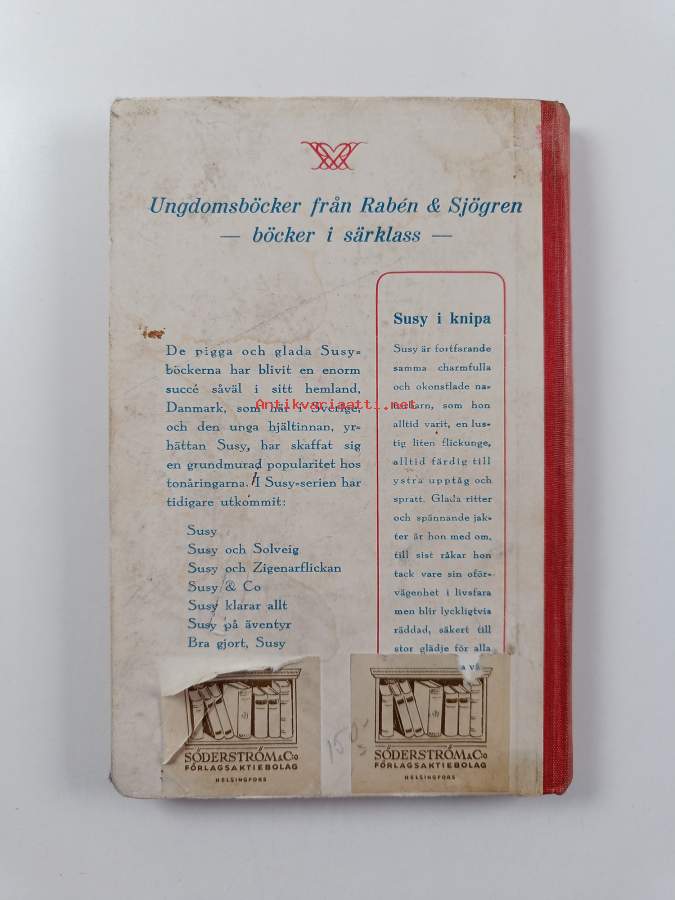 Ungdomsböcker från Rabén & Sjögren
— böcker i särklass —
De pigga och glada Susy-
böckerna har blivit en enorm
succé såväl i sitt hemland,
Danmark, som här i Sverige,
och den unga hjältinnan, yr-
hättan Susy, har skaffat sig
en grundmurad popularitet hos
tonåringarna. I Susy-serien har
tidigare utkommit:
Susy
Susy och Solveig
Susy och Zigenarflickan
Susy & Co
Susy klarar allt
Susy på äventyr
Bra gjort, Susy
Susy i knipa
Susy är fortfarande
samma charmfulla
och okonstlade na-
turbarn, som hon
alltid varit, en lus-
tig liten flickunge,
alltid färdig till
ystra upptåg och
spratt. Glada ritter
och spännande jak-
ter är hon med om,
till sist råkar hon
tack vare sin oför-
vägenhet i livsfara
men blir lyckligtvis
räddad, säkert till
stor glädje för alla
Antikvariaatti.net
SÖDERSTRÖM & Co
FÖRLAGSAKTIEBOLAG
HELSINGFORS
150:-
SÖDERSTRÖM & Co
FÖRLAGSAKTIEBOLAG
HELSINGFORS